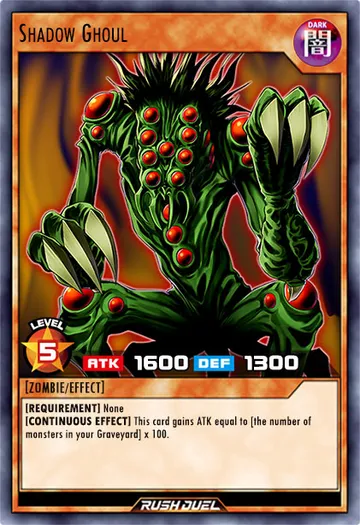 Shadow Ghoul
DARK
闇
LEVEL
5
ATK 1600 DEF 1300
[ZOMBIE/EFFECT]
[REQUIREMENT] None
[CONTINUOUS EFFECT] This card gains ATK equal to [the number of
monsters in your Graveyard] x 100.
RUSH DUEL